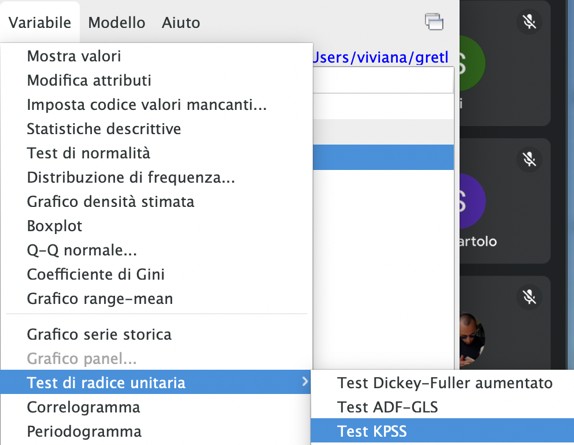 Variabile Modello Aiuto
Users/viviana/gretl
Mostra valori
Modifica attributi
Imposta codice valori mancanti...
Statistiche descrittive
Test di normalità
Distribuzione di frequenza...
Grafico densità stimata
Boxplot
Q-Q normale...
Coefficiente di Gini
Grafico range-mean
Grafico serie storica
Grafico panel...
Test di radice unitaria
Correlogramma
Periodogramma
Test Dickey-Fuller aumentato
Test ADF-GLS
Test KPSS
S
i
S
artolo